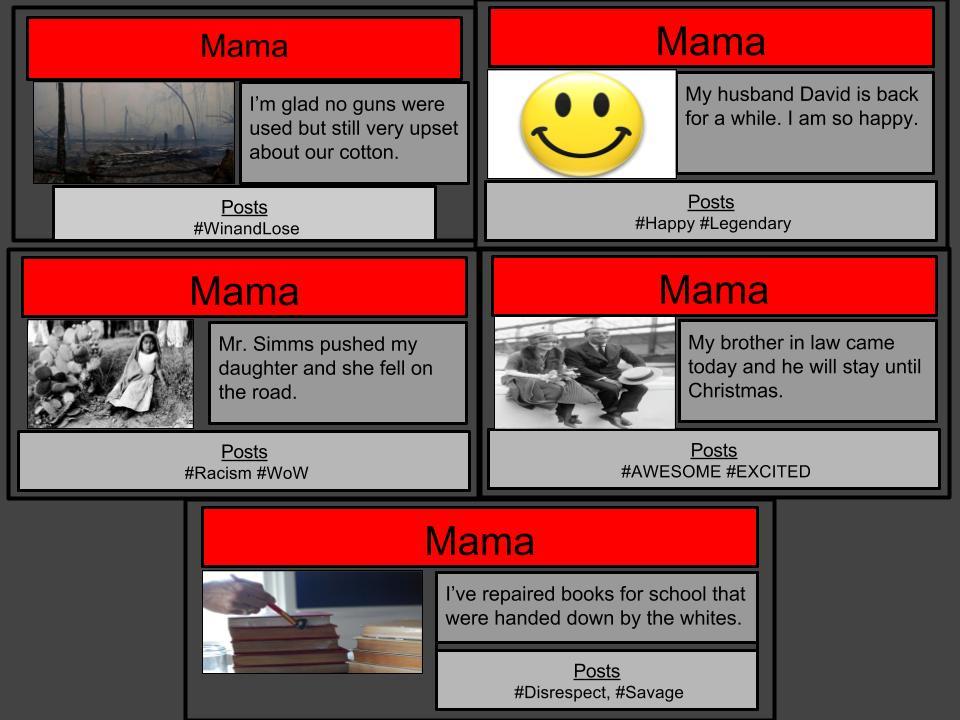 Mama
I'm glad no guns were
used but still very upset
about our cotton.
Posts
#WinandLose
Mama
My husband David is back
for a while. I am so happy.
Posts
#Happy #Legendary
Mama
Mr. Simms pushed my
daughter and she fell on
the road.
Posts
#Racism #WoW
Mama
My brother in law came
today and he will stay until
Christmas.
Posts
#AWESOME #EXCITED
Mama
I've repaired books for school that
were handed down by the whites.
Posts
#Disrespect, #Savage